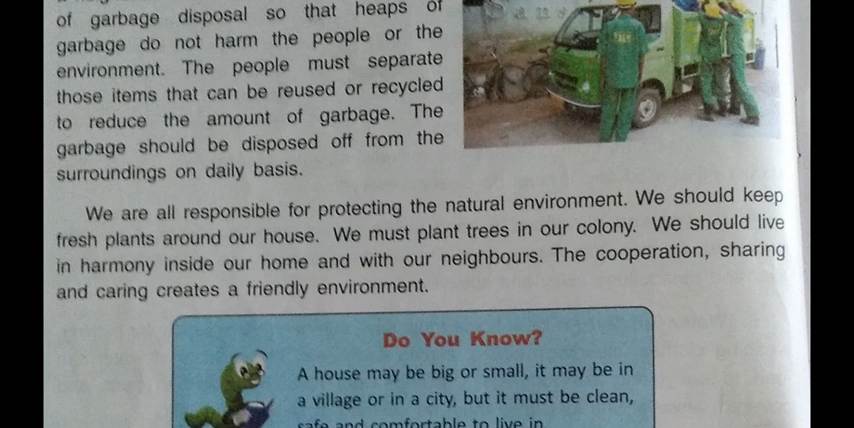 of garbage disposal so that heaps of
garbage do not harm the people or the
environment. The people must separate
those items that can be reused or recycled
to reduce the amount of garbage. The
garbage should be disposed off from the
surroundings on daily basis.
We are all responsible for protecting the natural environment. We should keep
fresh plants around our house. We must plant trees in our colony. We should live
in harmony inside our home and with our neighbours. The cooperation, sharing
and caring creates a friendly environment.
Do You Know?
A house may be big or small, it may be in
a village or in a city, but it must be clean,
safe and comfortable to live in